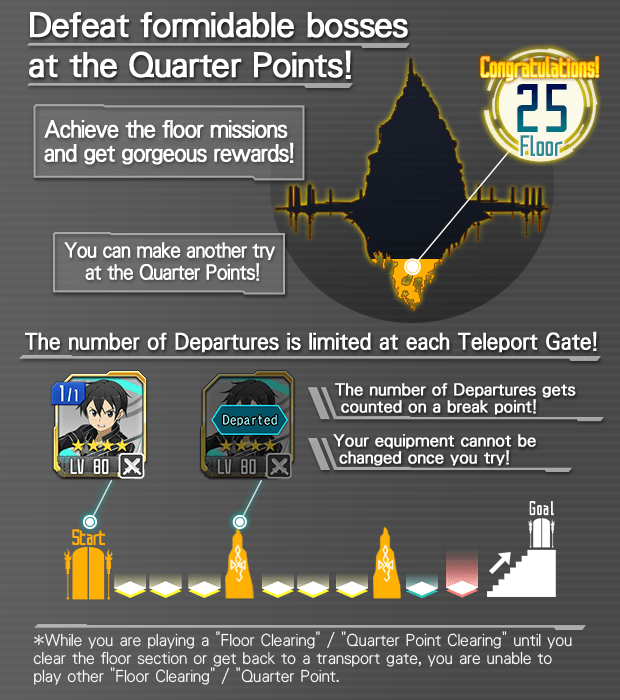 Defeat formidable bosses
at the Quarter Points!
Congratulations!
25
Floor
Achieve the floor missions
and get gorgeous rewards!
You can make another try
at the Quarter Points!
The number of Departures is limited at each Teleport Gate!
1/1
LV 80
Departed
LV 80
The number of Departures gets
counted on a break point!
Your equipment cannot be
changed once you try!
Start
Goal
*While you are playing a "Floor Clearing" / "Quarter Point Clearing" until you
clear the floor section or get back to a transport gate, you are unable to
play other "Floor Clearing" / "Quarter Point.